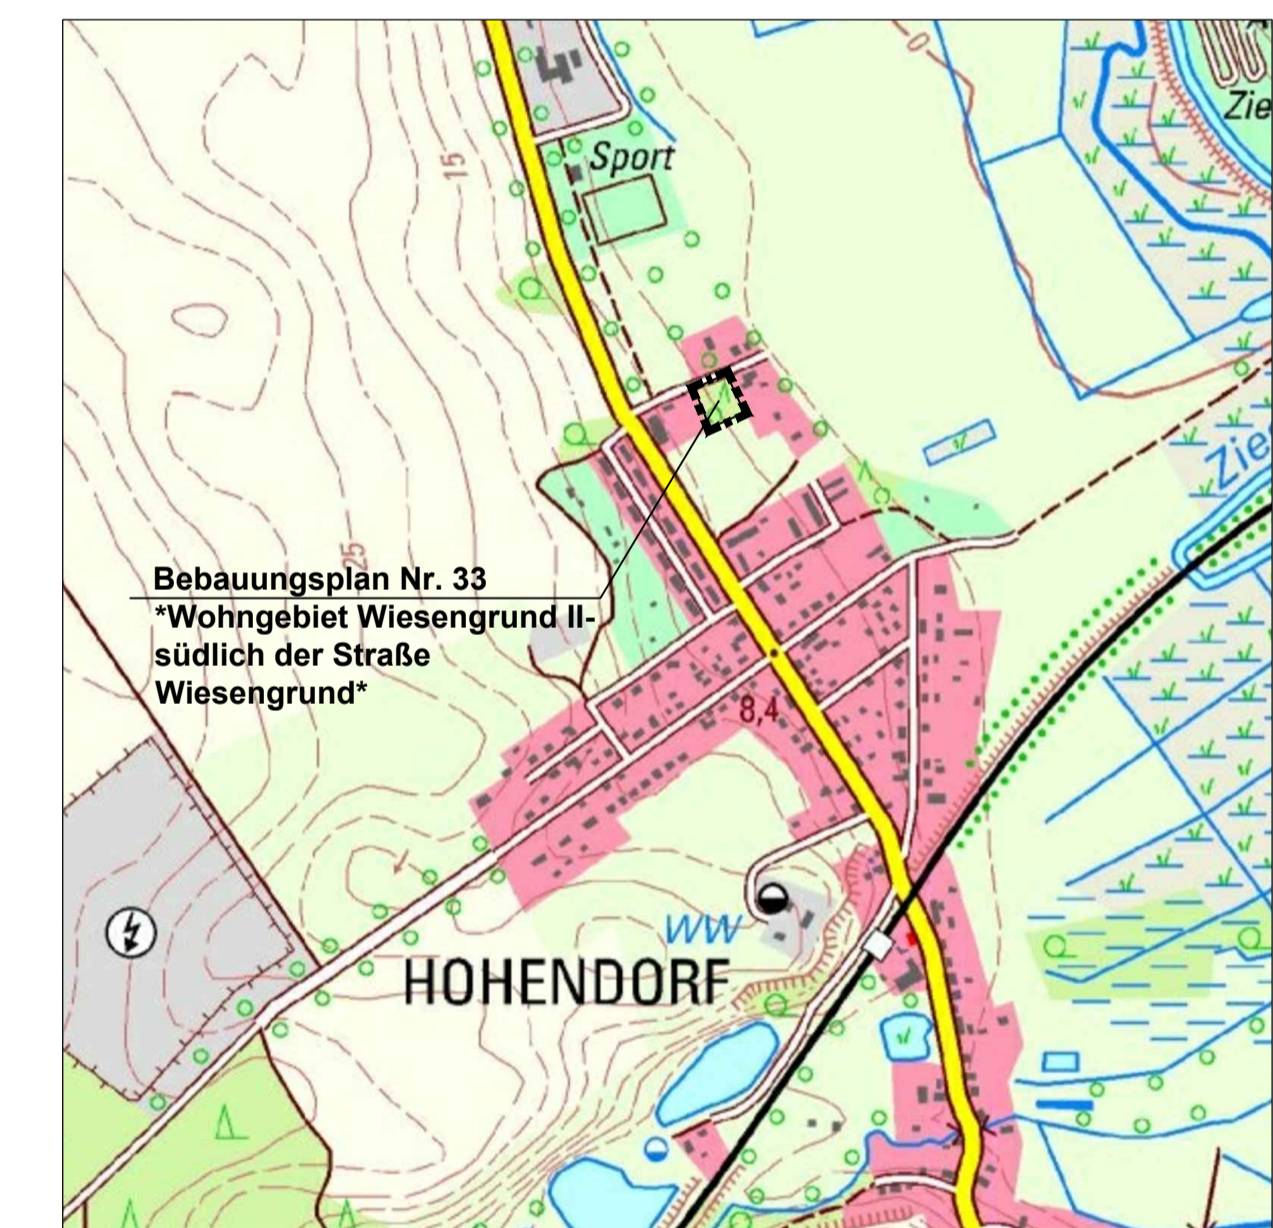 Zie
15
Sport
0
Zie
25
Bebauungsplan Nr. 33
*Wohngebiet Wiesengrund II-
südlich der Straße
Wiesengrund*
8,4
WW
HOHENDORF